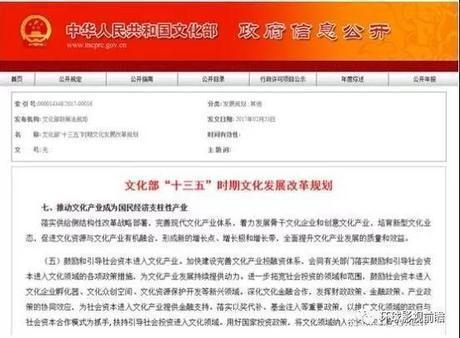 中华人民共和国文化部 政府信息公开
www.mcprc.gov.cn
首页 公开规定 公开指南 公开目录 行政许可项目公示 年度综述 公开年报
索 引 号: 000014348/2017-00058 分类: 发展规划 ; 其他
发布机构: 文化部政策法规司 发文日期: 2017年02月23日
名 称: 文化部“十三五”时期文化发展改革规划 时间有效性:
文 号: 无 主 题 词:
文化部“十三五”时期文化发展改革规划
七、推动文化产业成为国民经济支柱性产业
落实供给侧结构性改革战略部署，完善现代文化产业体系，着力发展骨干文化企业和创意文化产业，培育新型文化业
态，促进文化资源与文化产业有机融合，形成新的增长点、增长极和增长带，全面提升文化产业发展的质量和效益。
（五）鼓励和引导社会资本进入文化产业。加快建设完善文化产业投融资体系，会同有关部门落实鼓励和引导社会资
本进入文化领域的各项政策措施，为文化产业发展持续提供动力。进一步拓宽社会投资的领域和范围，鼓励社会资本进入
文化企业孵化器、文化众创空间、文化资源保护开发等新兴领域。深化文化金融合作，发挥财政政策、金融政策、产业政
策的协同效应，为社会资本进入文化产业提供金融支持。落实以奖代补、基金注入等重要政策，以推广文化领域的政府与
社会资本合作模式为抓手，扶持引导社会投资进入文化领域。用好国家投资政策，将文化领域纳入
环球影视前瞻